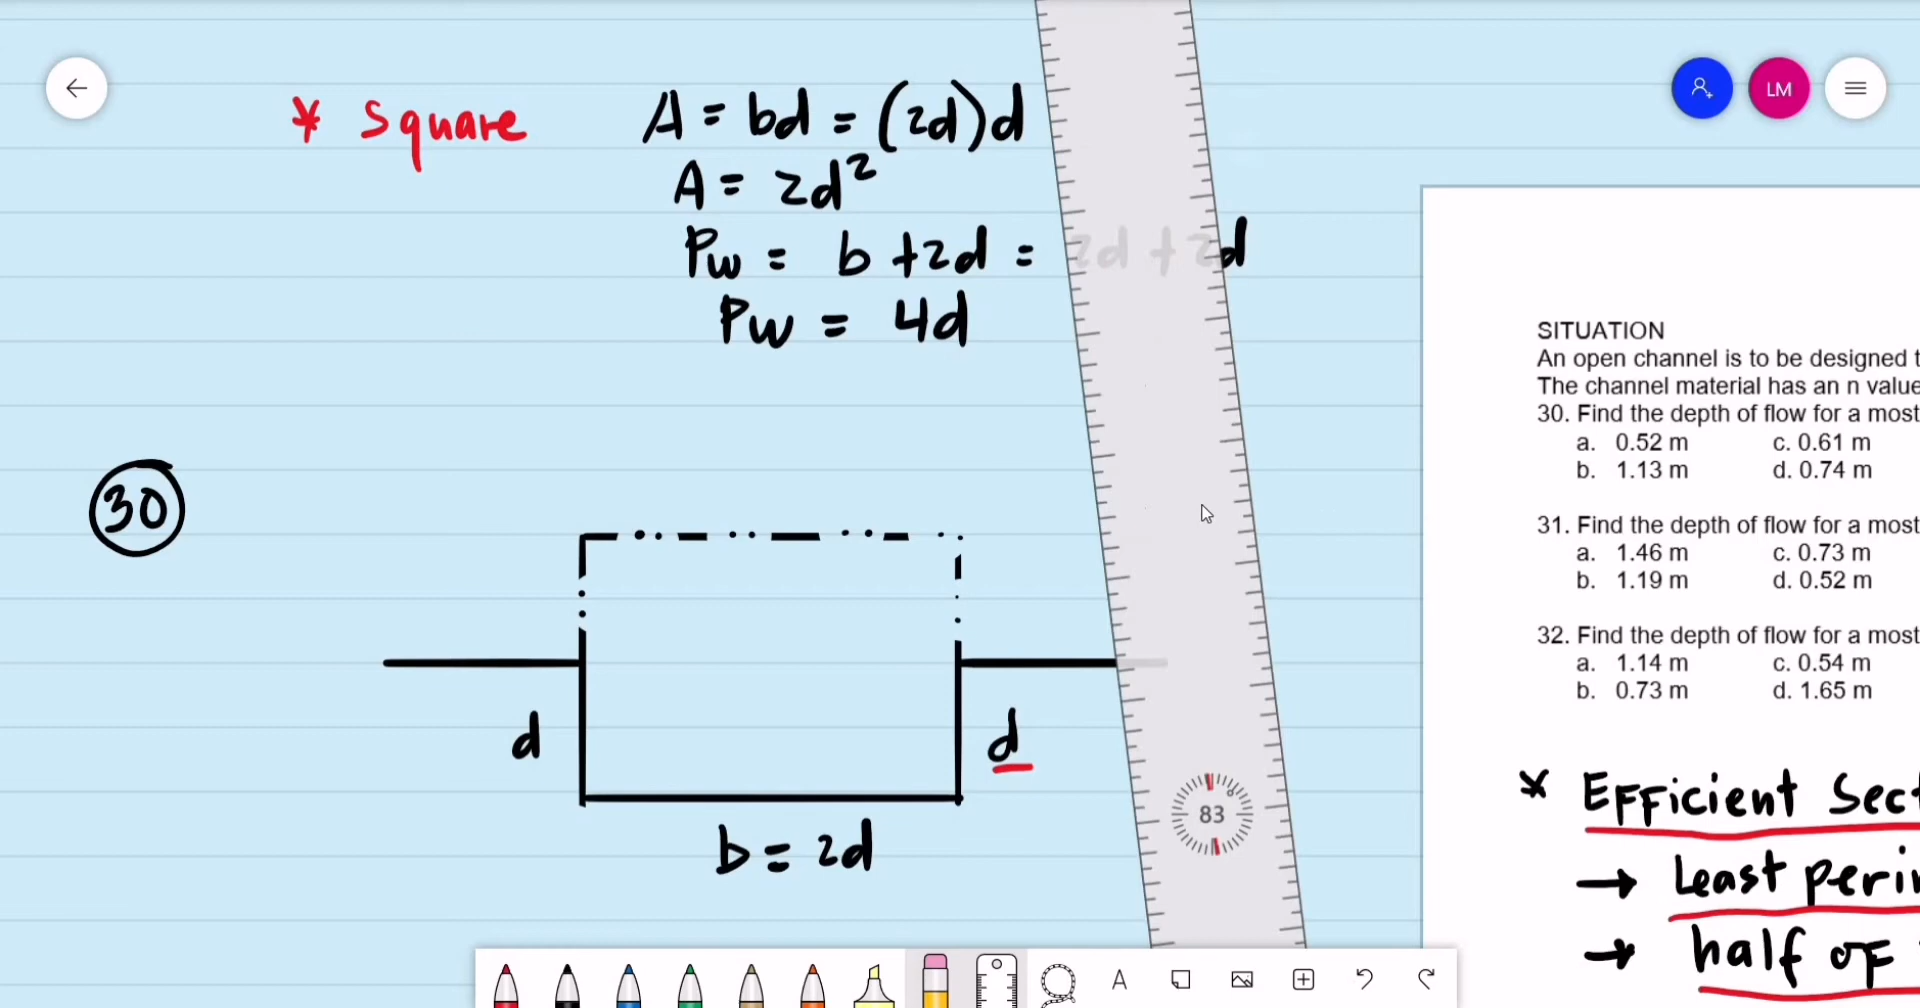 * Square
A = bd = (2d)d
A = 2d²
Pw = b + 2d = 2d + 2d
Pw = 4d
LM
30
d
d
b = 2d
83
A
SITUATION
An open channel is to be designed
The channel material has an n value
30. Find the depth of flow for a most
a. 0.52 m c. 0.61 m
b. 1.13 m d. 0.74 m
31. Find the depth of flow for a most
a. 1.46 m c. 0.73 m
b. 1.19 m d. 0.52 m
32. Find the depth of flow for a most
a. 1.14 m c. 0.54 m
b. 0.73 m d. 1.65 m
* Efficient
→ Least
→ half of